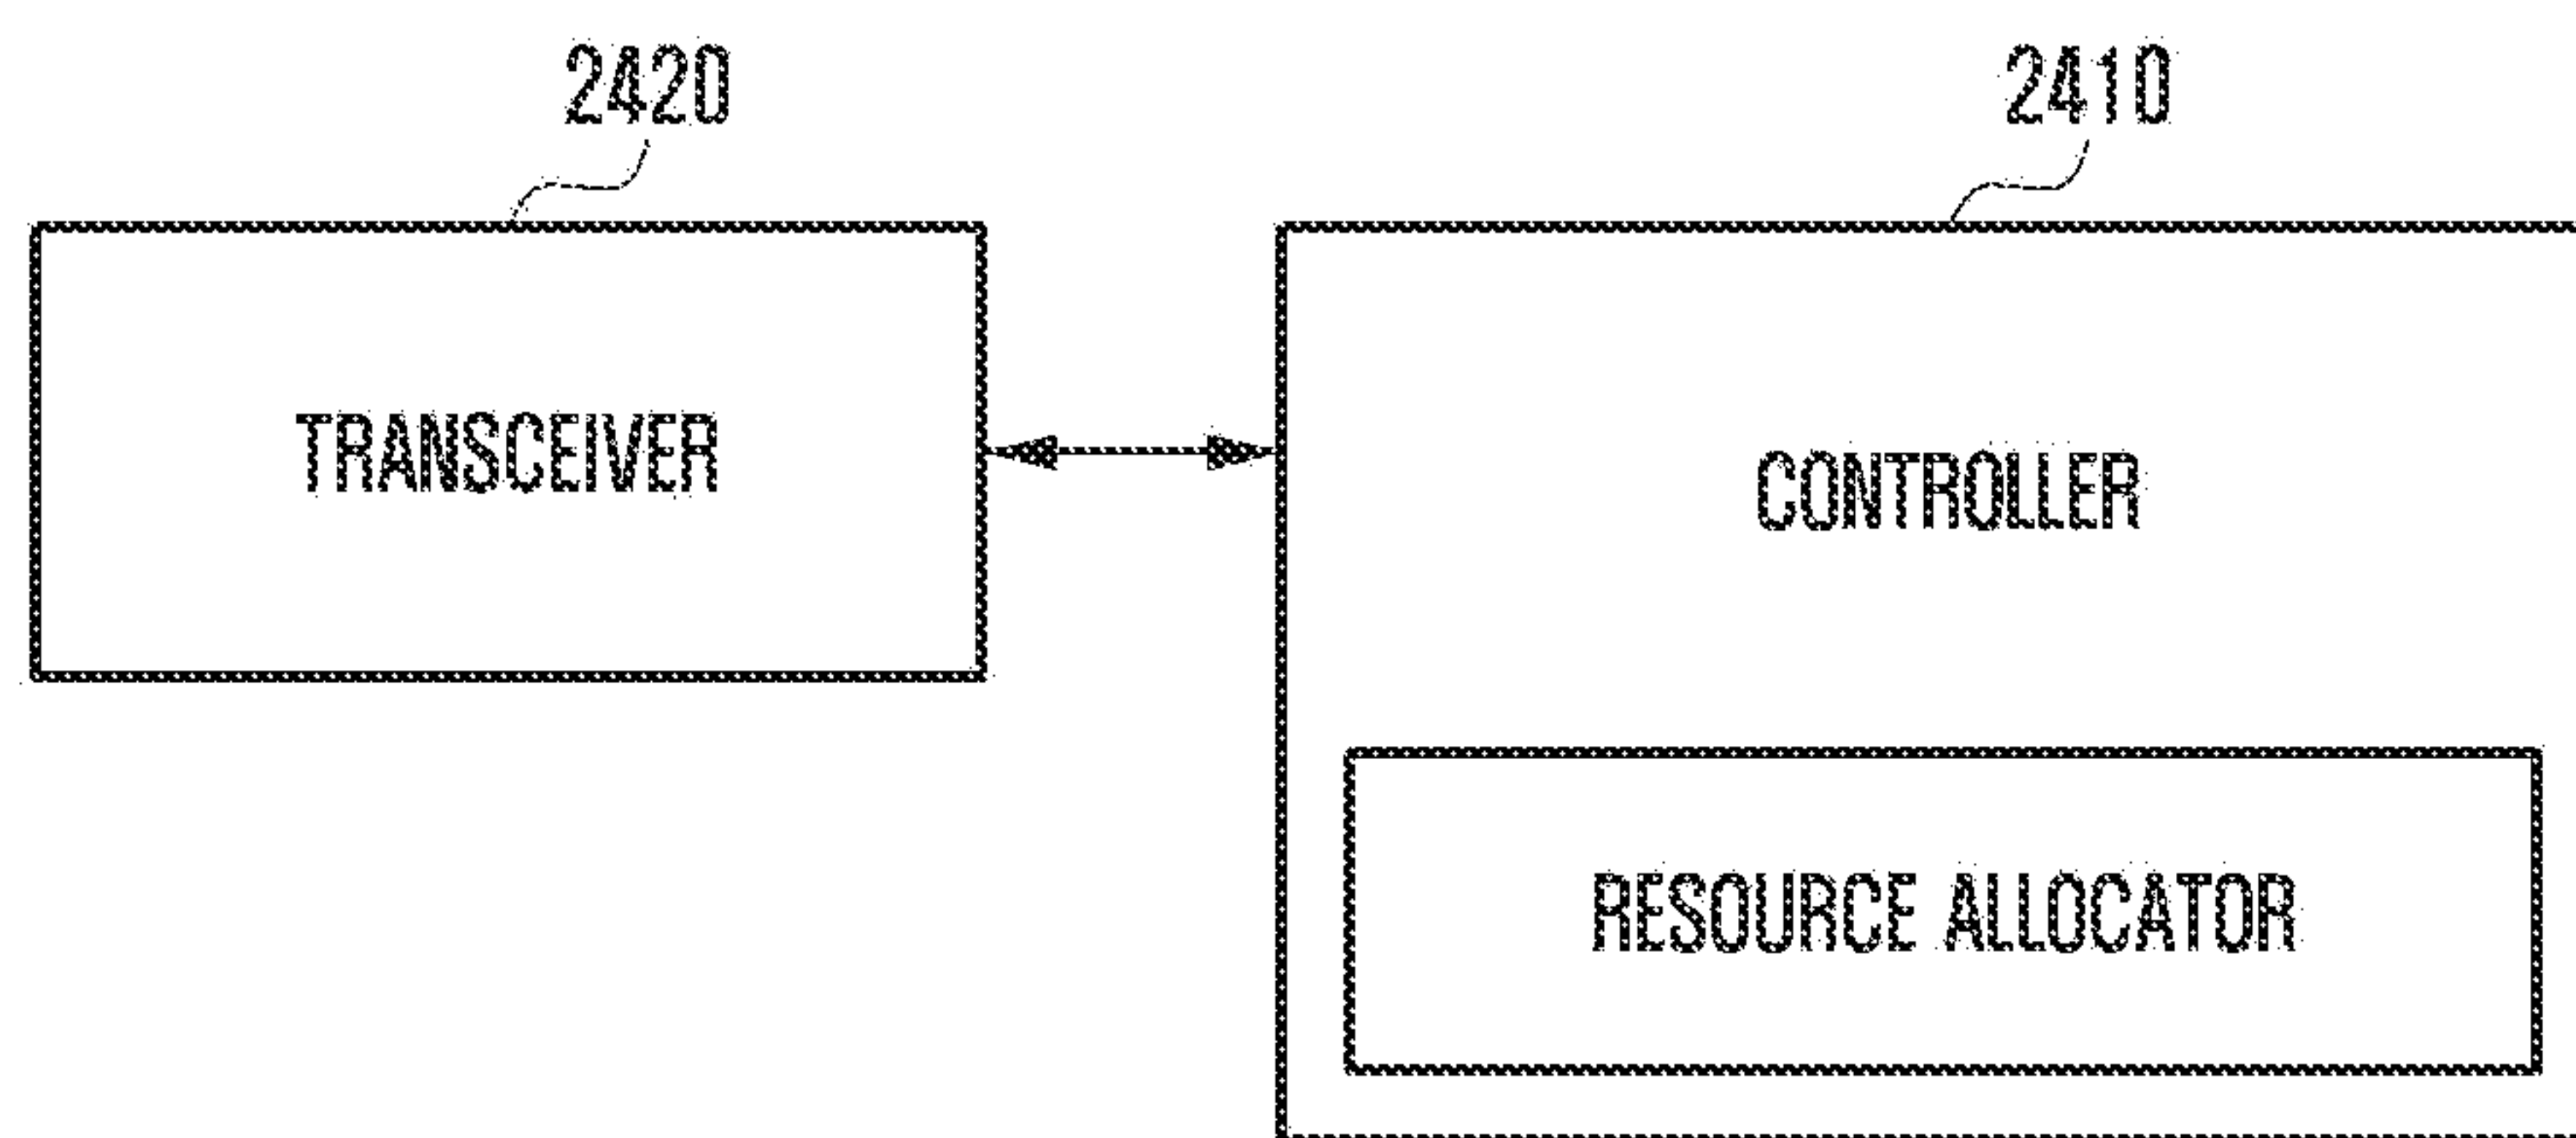 2420
2410
TRANSCEIVER
CONTROLLER
RESOURCE ALLOCATOR